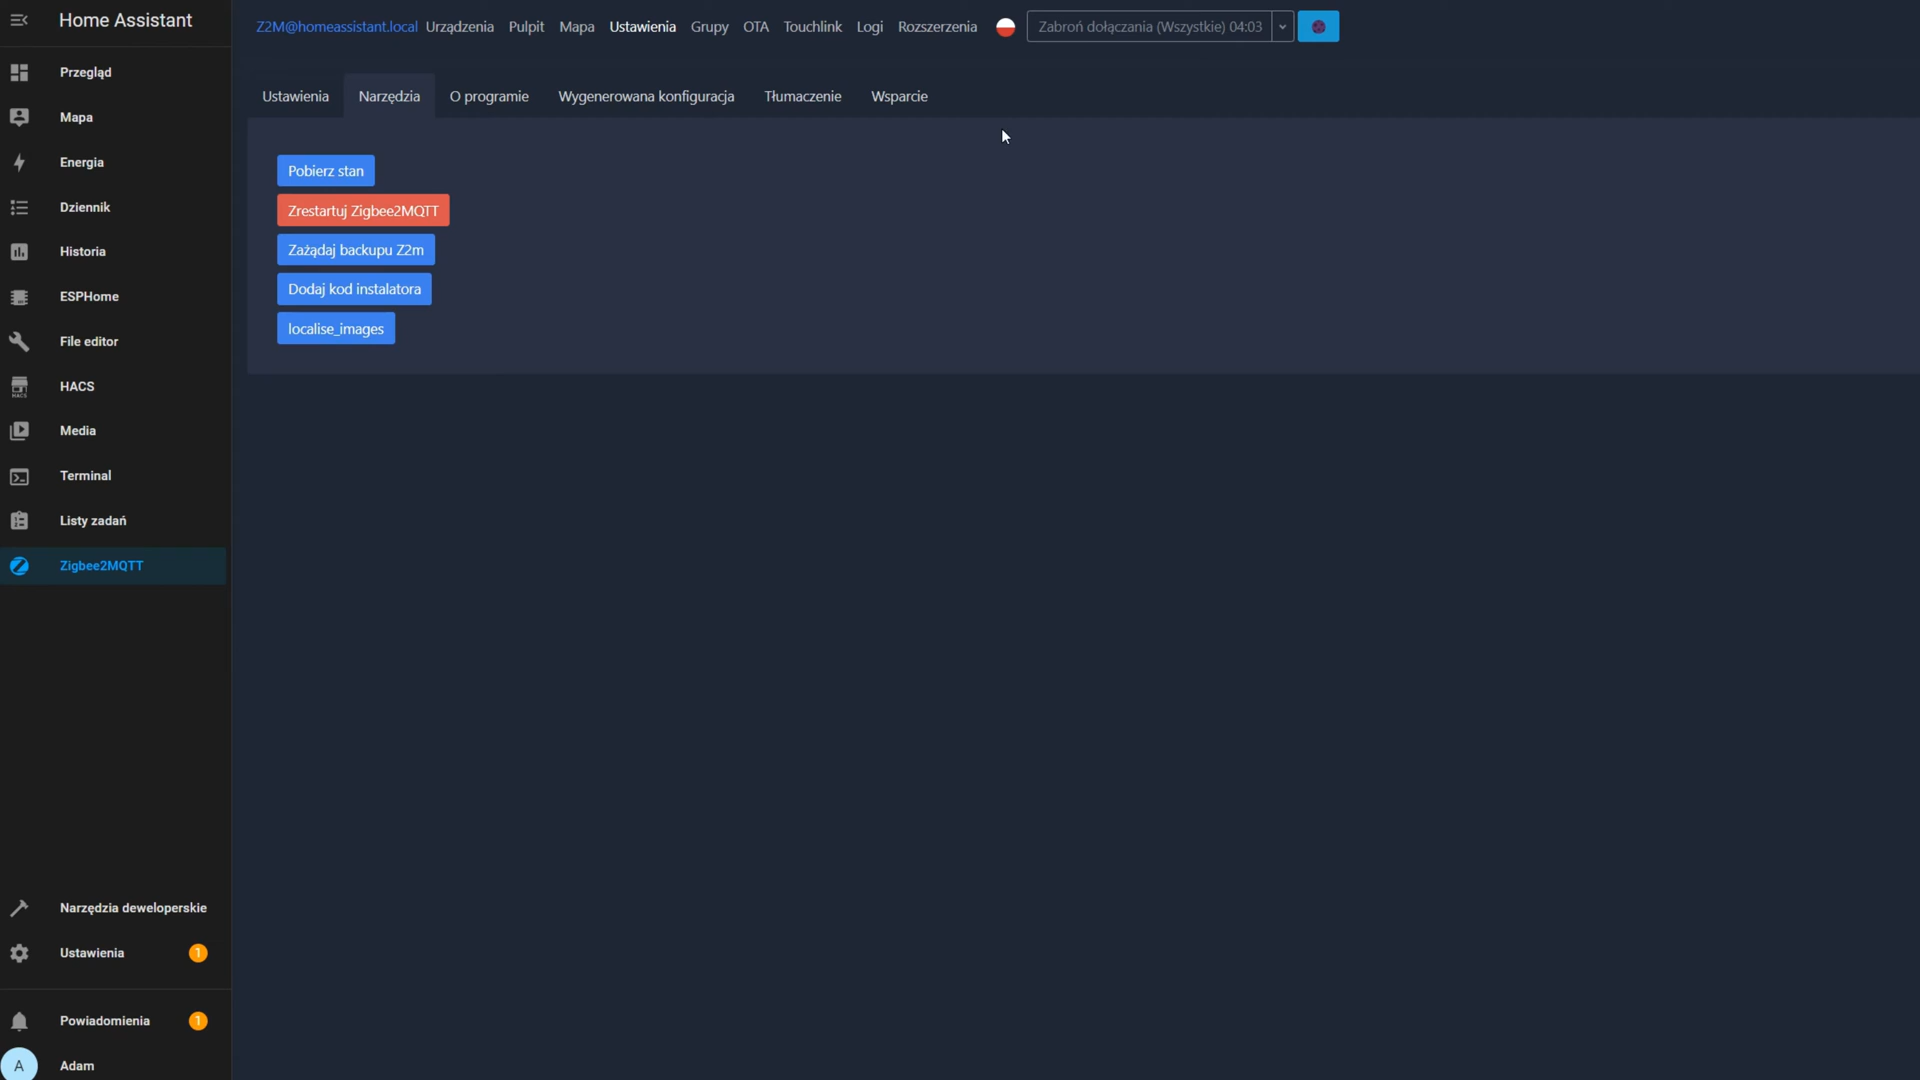 Home Assistant
Przegląd
Mapa
Energia
Dziennik
Historia
ESPHome
File editor
HACS
HACS
Media
Terminal
Listy zadań
Zigbee2MQTT
Narzędzia deweloperskie
Ustawienia 1
Powiadomienia 1
A Adam
Z2M@homeassistant.local Urządzenia Pulpit Mapa Ustawienia Grupy OTA Touchlink Logi Rozszerzenia Zabroń dołączania (Wszystkie) 04:03
Ustawienia Narzędzia O programie Wygenerowana konfiguracja Tłumaczenie Wsparcie
Pobierz stan
Zrestartuj Zigbee2MQTT
Zażądaj backupu Z2m
Dodaj kod instalatora
localise_images